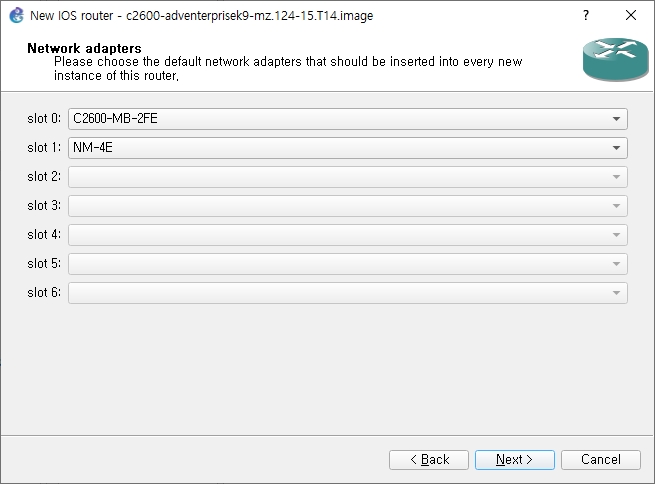 New IOS router - c2600-adventerprisek9-mz.124-15.T14.image
?
Network adapters
Please choose the default network adapters that should be inserted into every new
instance of this router,
slot 0: C2600-MB-2FE
slot 1: NM-4E
slot 2:
slot 3:
slot 4:
slot 5:
slot 6:
< Back Next > Cancel